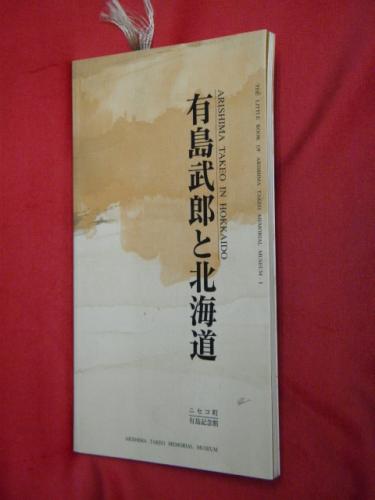 THE LITTLE BOOK OF ARISHIMA TAKEO MEMORIAL MUSEUM・1
ARISHIMA TAKEO IN HOKKAIDO
有島武郎と北海道
ニセコ町
有島記念館
ARISHIMA TAKEO MEMORIAL MUSEUM